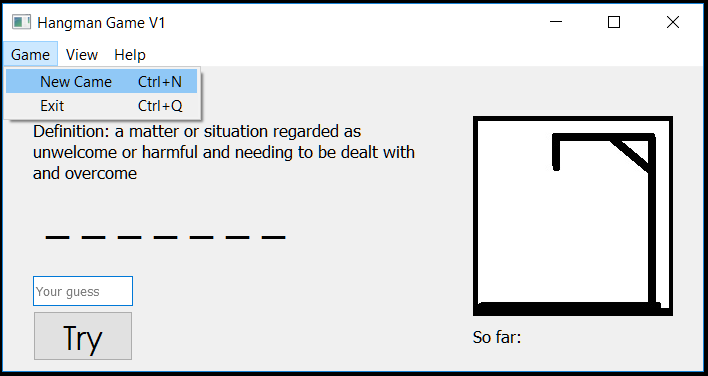 Hangman Game V1
Game View Help
New Came Ctrl+N
Exit Ctrl+Q
Definition: a matter or situation regarded as
unwelcome or harmful and needing to be dealt with
and overcome
_ _ _ _ _ _ _
Your guess
Try
So far: